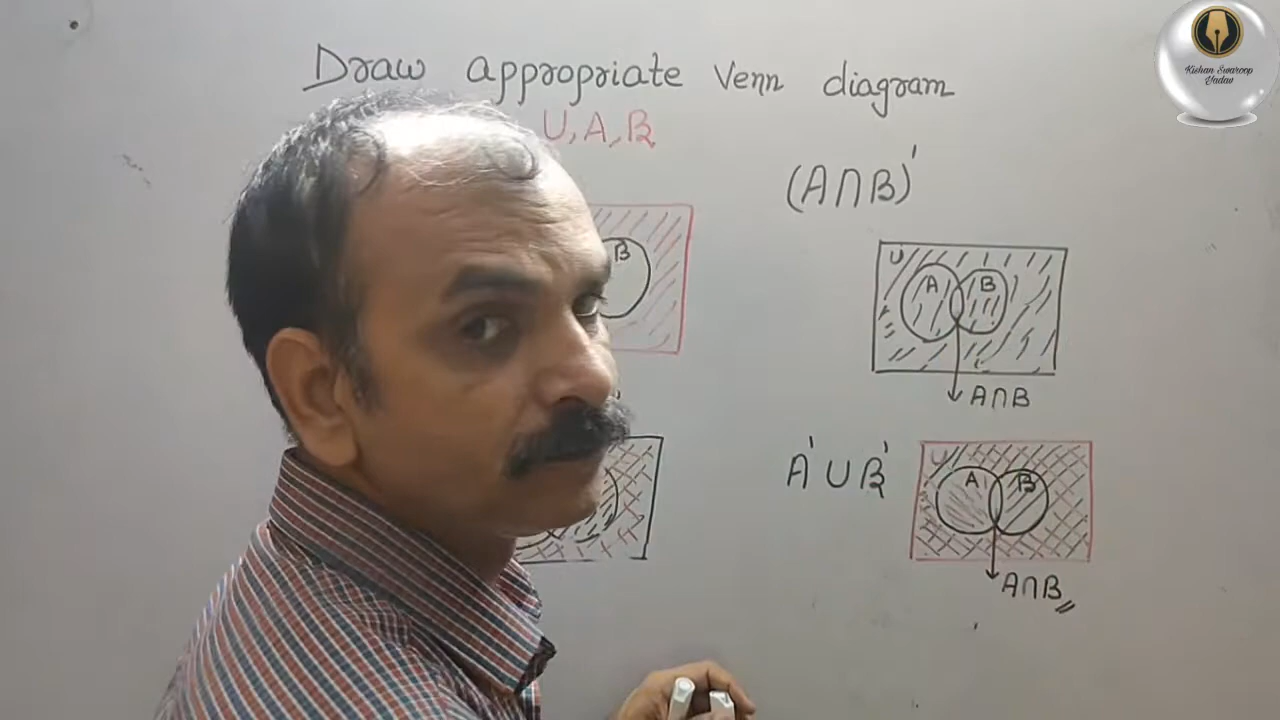 Draw appropriate Venn diagram
U, A, B
(A∩B)'
B
U
A B
A∩B
A' U B'
U
A B
A∩B
Kishan Swaroop
Yadav